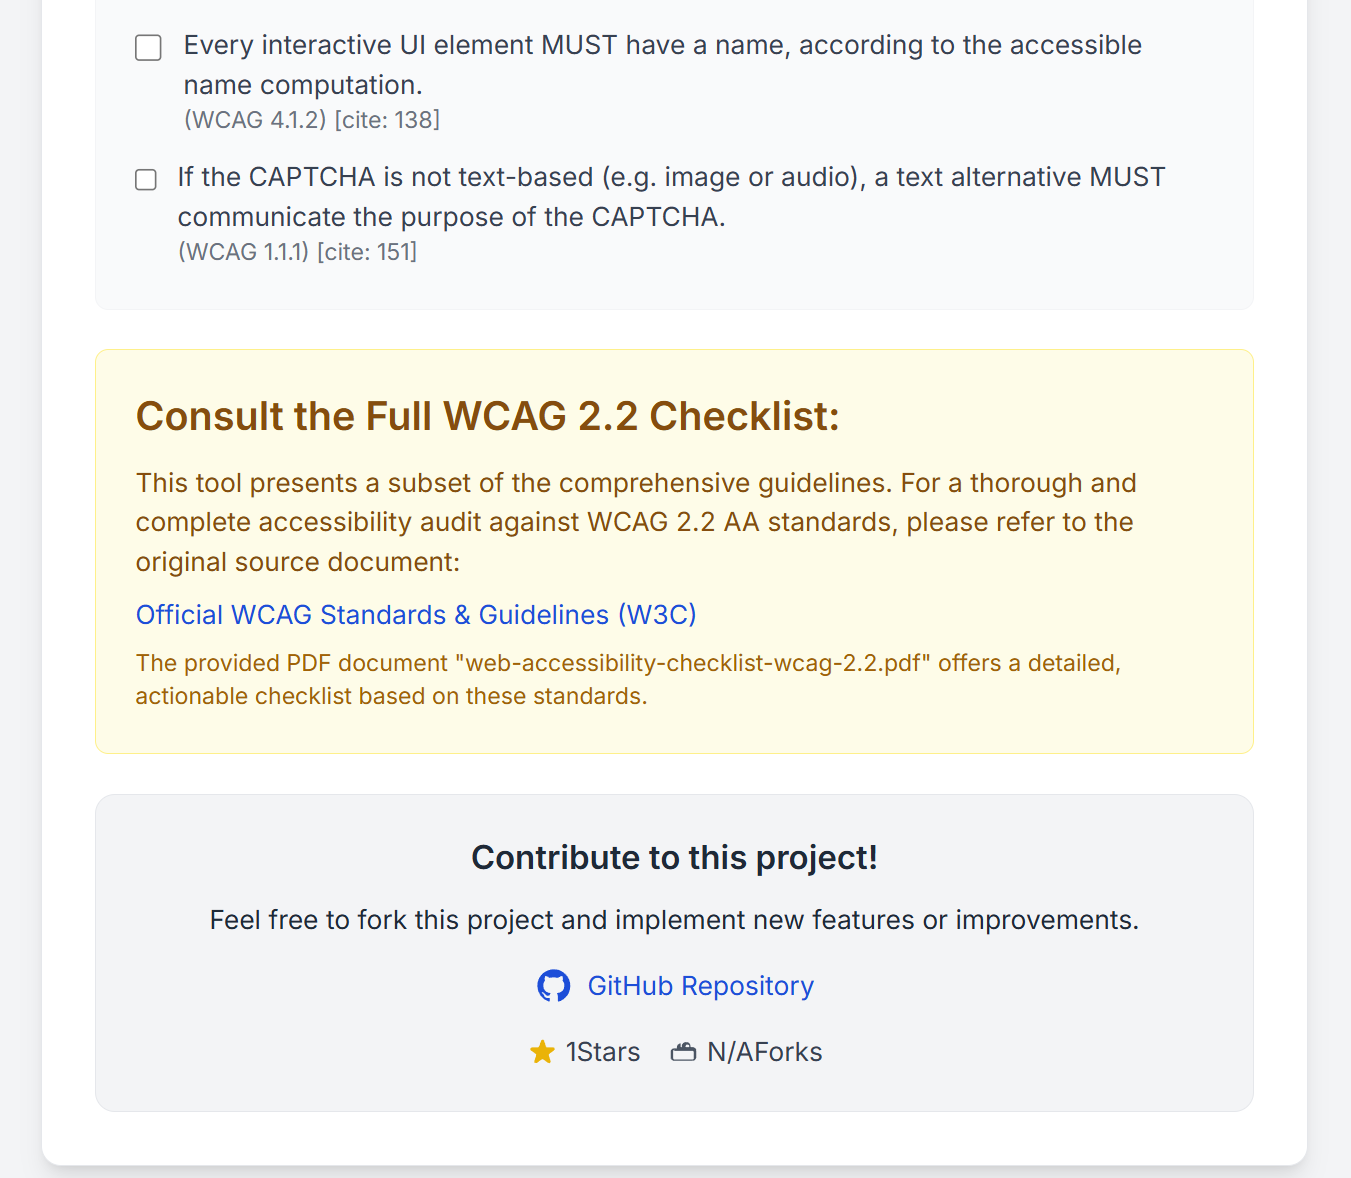 Every interactive UI element MUST have a name, according to the accessible
name computation.
(WCAG 4.1.2) [cite: 138]
If the CAPTCHA is not text-based (e.g. image or audio), a text alternative MUST
communicate the purpose of the CAPTCHA.
(WCAG 1.1.1) [cite: 151]
Consult the Full WCAG 2.2 Checklist:
This tool presents a subset of the comprehensive guidelines. For a thorough and
complete accessibility audit against WCAG 2.2 AA standards, please refer to the
original source document:
Official WCAG Standards & Guidelines (W3C)
The provided PDF document "web-accessibility-checklist-wcag-2.2.pdf" offers a detailed,
actionable checklist based on these standards.
Contribute to this project!
Feel free to fork this project and implement new features or improvements.
GitHub Repository
1Stars N/AForks